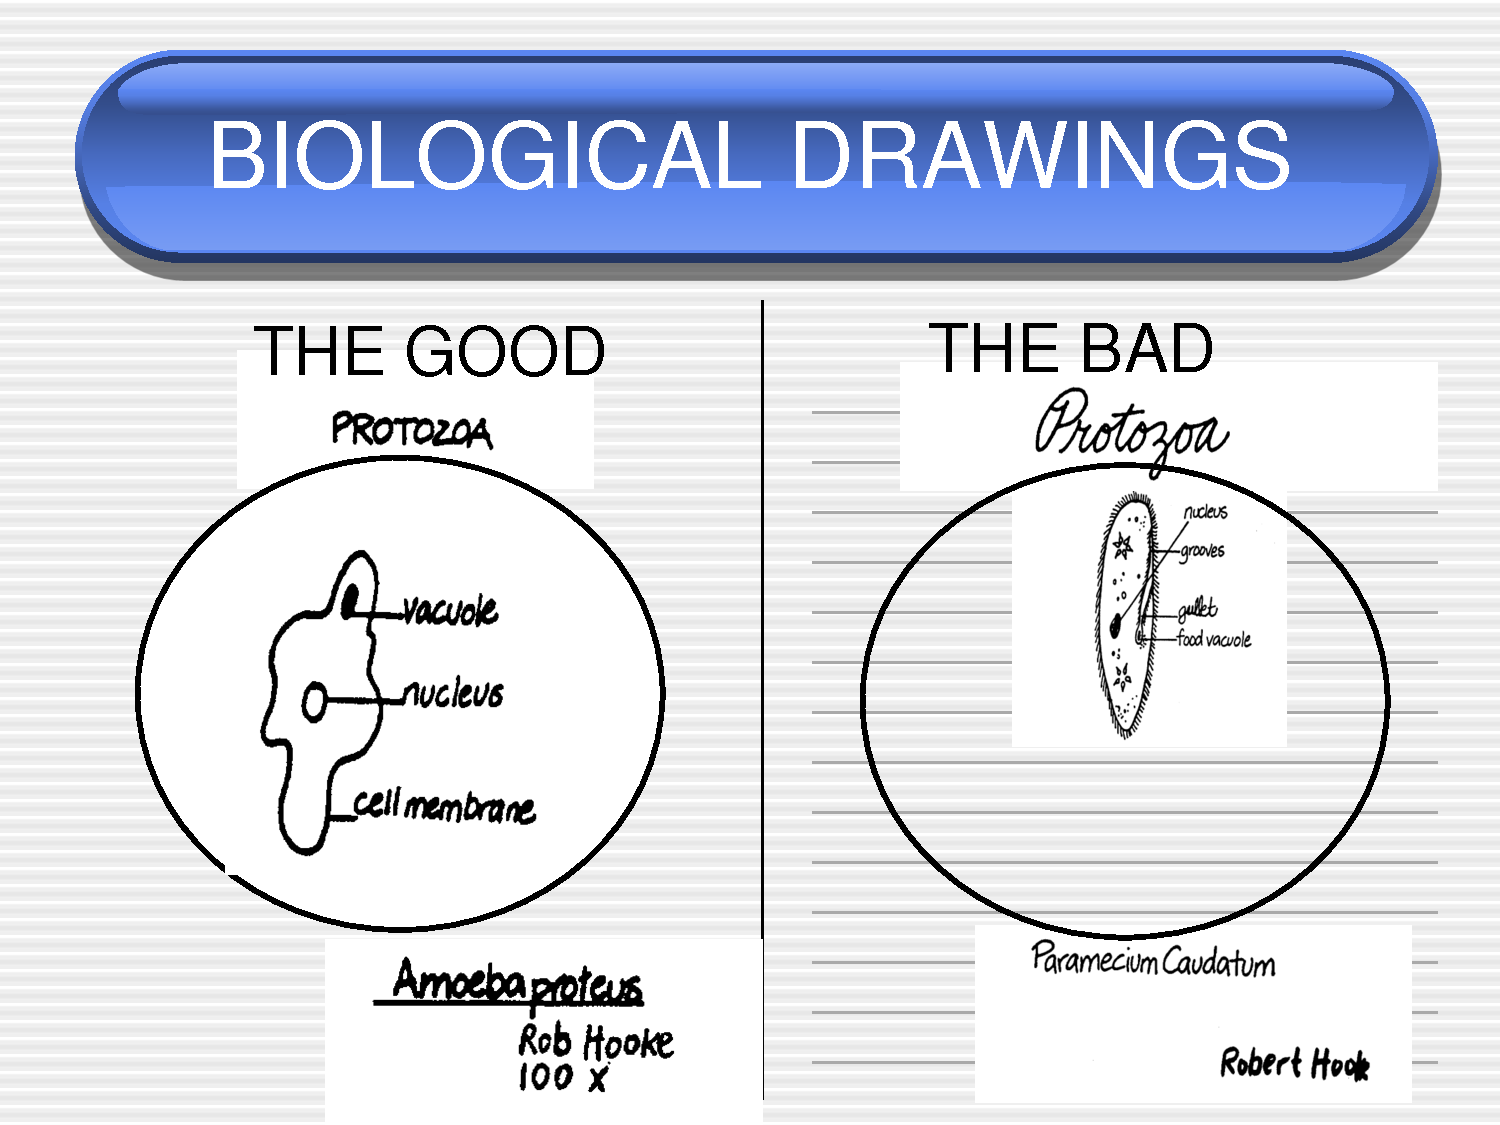 BIOLOGICAL DRAWINGS
THE GOOD
PROTOZOA
vacuole
nucleus
cell membrane
Amoeba proteus
Rob Hooke
100 X
THE BAD
Protozoa
nucleus
grooves
gullet
food vacuole
Paramecium Caudatum
Robert Hook